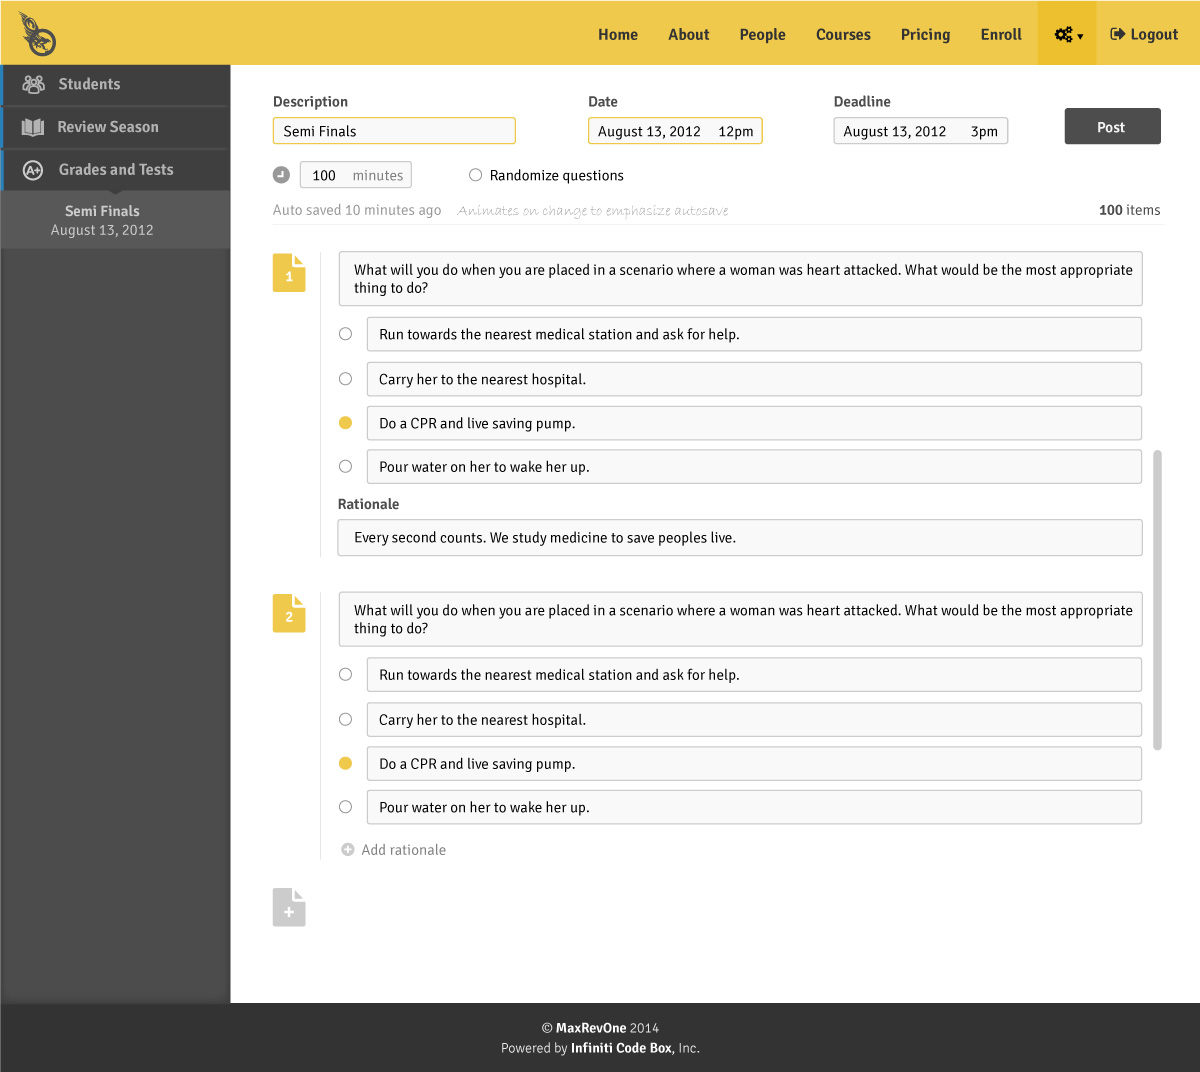 Home About People Courses Pricing Enroll Logout
Students
Review Season
A+ Grades and Tests
Semi Finals
August 13, 2012
Description Date Deadline
Semi Finals August 13, 2012 12pm August 13, 2012 3pm Post
100 minutes Randomize questions
Auto saved 10 minutes ago Animates on change to emphasize autosave 100 items
1
What will you do when you are placed in a scenario where a woman was heart attacked. What would be the most appropriate
thing to do?
Run towards the nearest medical station and ask for help.
Carry her to the nearest hospital.
Do a CPR and live saving pump.
Pour water on her to wake her up.
Rationale
Every second counts. We study medicine to save peoples live.
2
What will you do when you are placed in a scenario where a woman was heart attacked. What would be the most appropriate
thing to do?
Run towards the nearest medical station and ask for help.
Carry her to the nearest hospital.
Do a CPR and live saving pump.
Pour water on her to wake her up.
Add rationale
© MaxRevOne 2014
Powered by Infiniti Code Box, Inc.